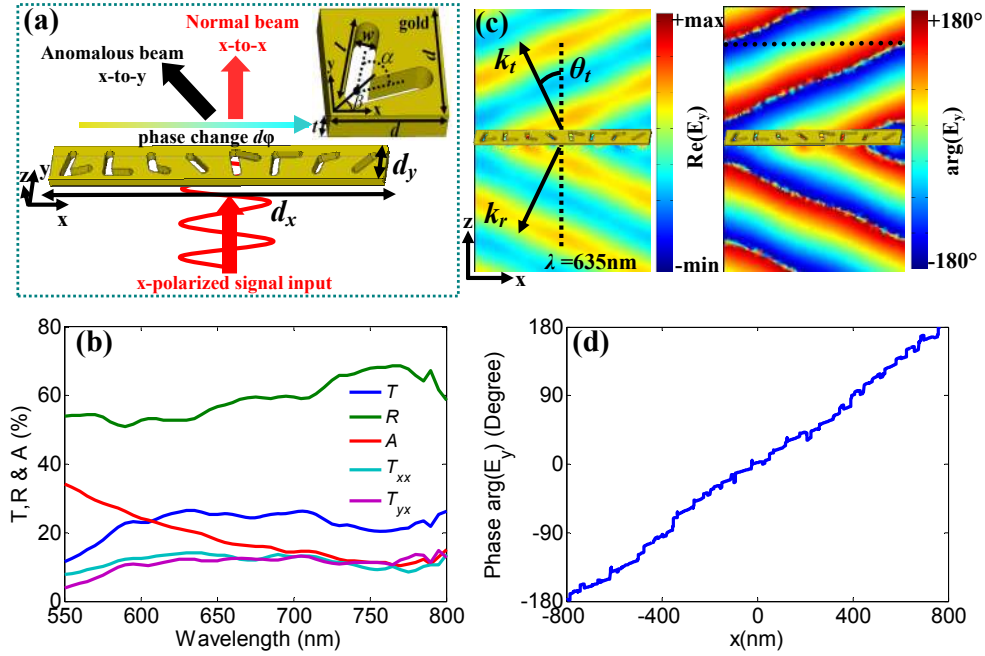 (a)
Normal beam
x-to-x
Anomalous beam
x-to-y
gold
l
w
α
β
y
x
d
d
t
phase change dφ
z
y
x
d_y
d_x
x-polarized signal input
(c)
k_t
θ_t
k_r
z
x
λ =635nm
+max
Re(E_y)
-min
+180°
arg(E_y)
-180°
(b)
80
60
40
20
0
T,R & A (%)
T
R
A
T_xx
T_yx
550
600
650
700
750
800
Wavelength (nm)
(d)
180
90
0
-90
-180
Phase arg(E_y) (Degree)
-800
-400
0
400
800
x(nm)